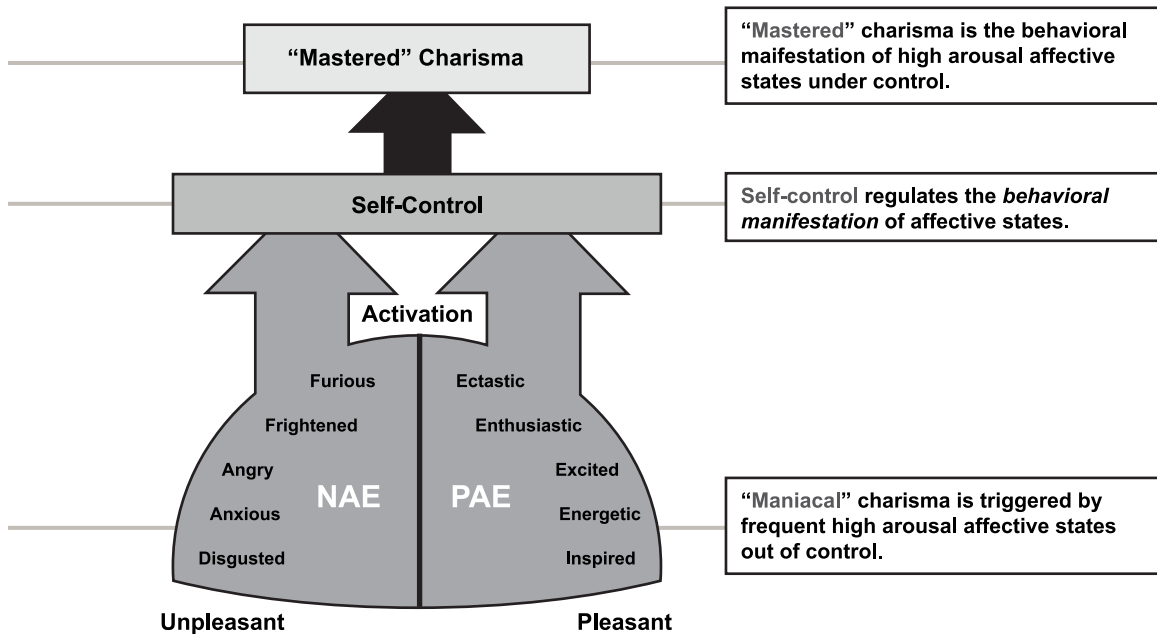 “Mastered” Charisma
“Mastered” charisma is the behavioral
maifestation of high arousal affective
states under control.
Self-Control
Self-control regulates the behavioral
manifestation of affective states.
Activation
Furious
Ectastic
Frightened
Enthusiastic
Angry
Excited
NAE
PAE
Anxious
Energetic
Disgusted
Inspired
“Maniacal” charisma is triggered by
frequent high arousal affective states
out of control.
Unpleasant
Pleasant